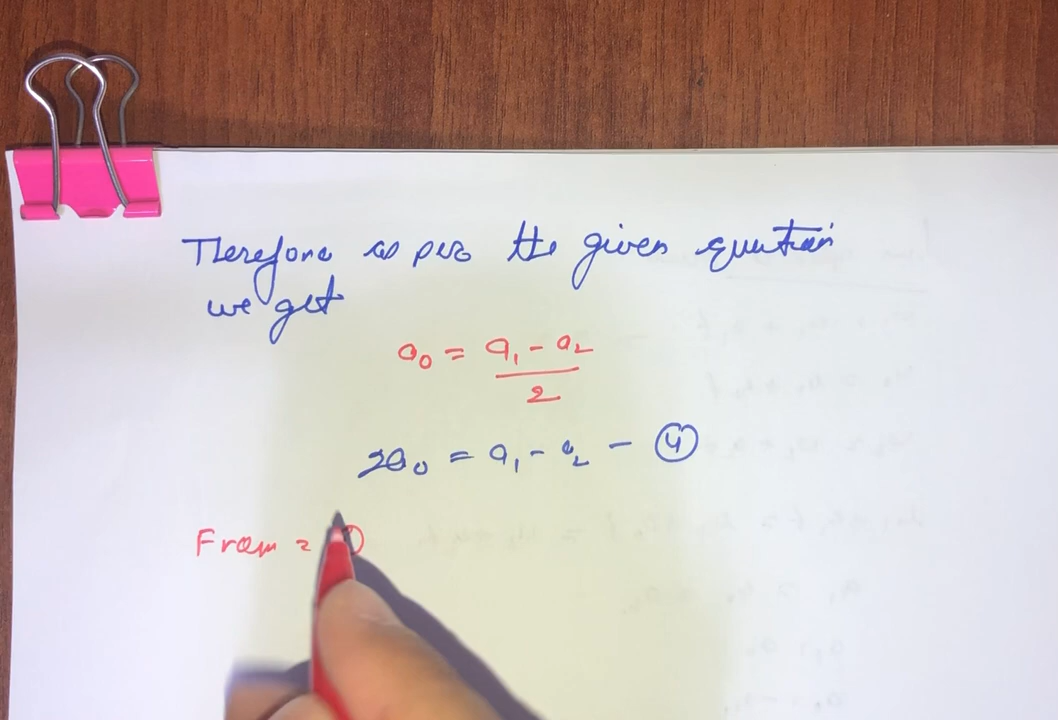 Therefore as per the given equation
we get
a₀ = a₁ - a₂ / 2
2a₀ = a₁ - a₂ - ④
From =